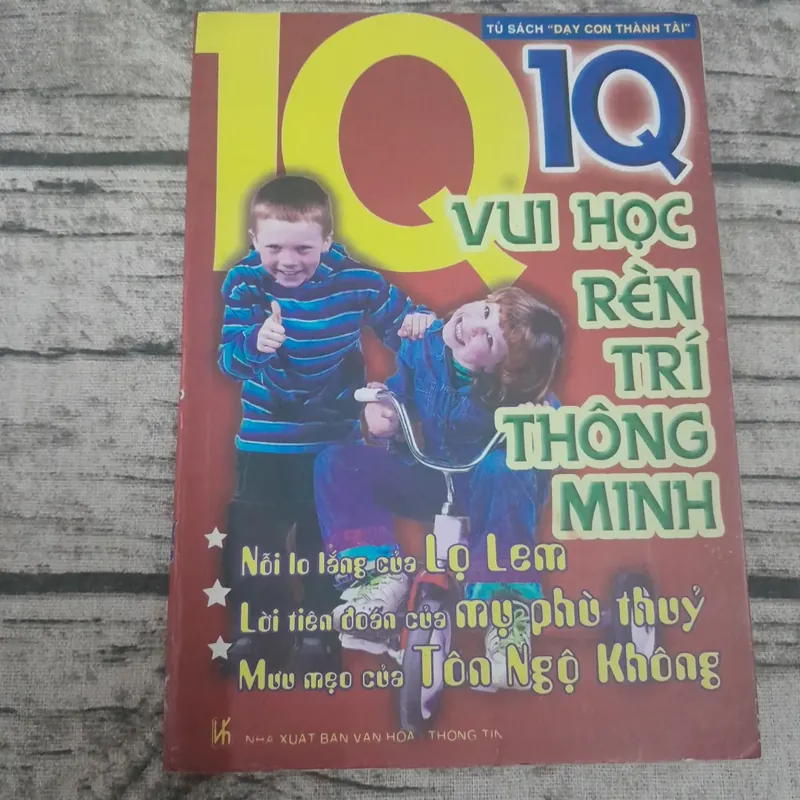 TỦ SÁCH "DẠY CON THÀNH TÀI"
IQ
IQ
VUI HỌC
RÈN
TRÍ
THÔNG
MINH
Nỗi lo lắng của Lọ Lem
Lời tiên đoán của mụ phù thuỷ
Mưu mẹo của Tôn Ngộ Không
NHÀ XUẤT BẢN VĂN HÓA - THÔNG TIN